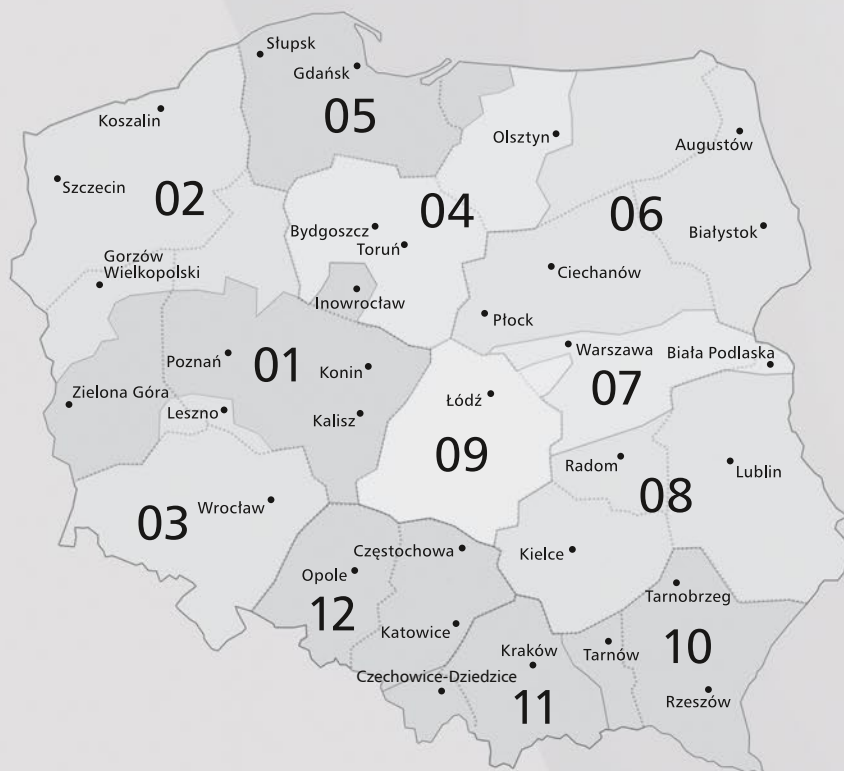 Słupsk
Gdańsk
05
Koszalin
Olsztyn
Augustów
Szczecin
02
04
06
Bydgoszcz
Toruń
Białystok
Gorzów
Wielkopolski
Ciechanów
Inowrocław
Płock
Poznań
01
Konin
Warszawa
Biała Podlaska
07
Zielona Góra
Leszno
Kalisz
Łódź
09
Radom
Lublin
08
03
Wrocław
Częstochowa
Kielce
Opole
12
Katowice
Tarnobrzeg
Kraków
Tarnów
10
Czechowice-Dziedzice
11
Rzeszów